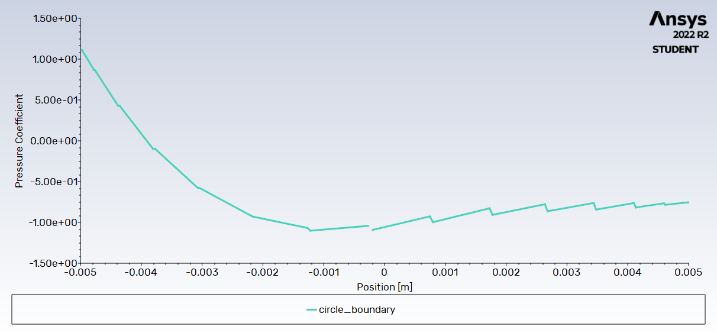 Ansys
2022 R2
STUDENT
1.50e+00
1.00e+00
5.00e-01
0.00e+00
-5.00e-01
-1.00e+00
-1.50e+00
Pressure Coefficient
-0.005 -0.004 -0.003 -0.002 -0.001 0 0.001 0.002 0.003 0.004 0.005
Position [m]
circle_boundary